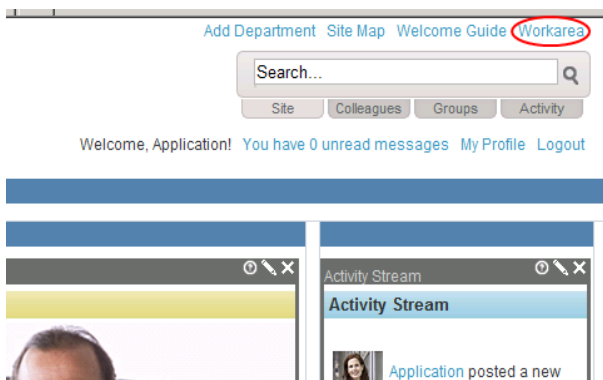 Add Department Site Map Welcome Guide Workarea
Search...
Site Colleagues Groups Activity
Welcome, Application! You have 0 unread messages My Profile Logout
Activity Stream
Activity Stream
Application posted a new